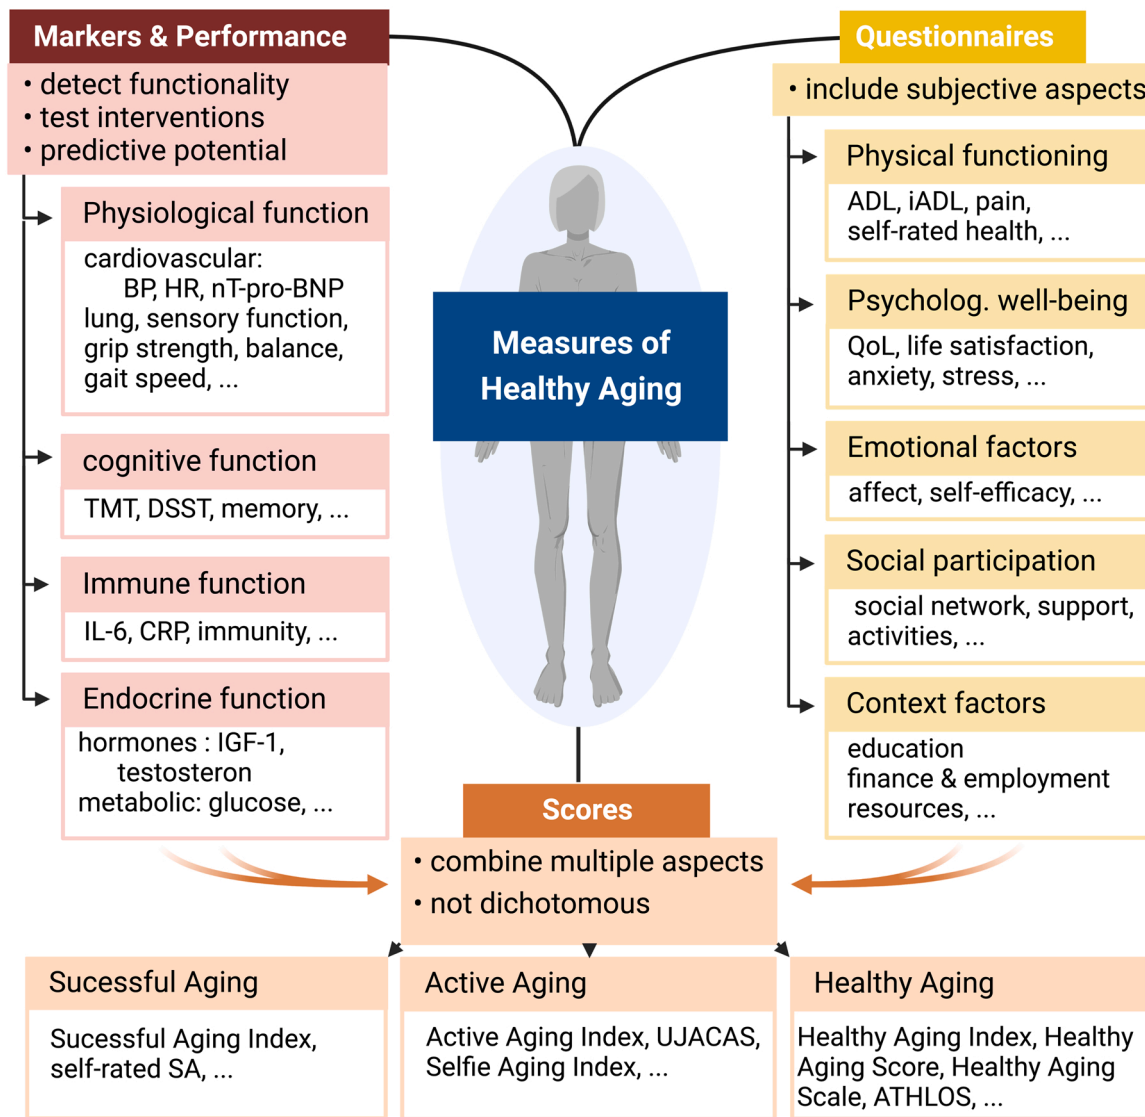 Markers & Performance
• detect functionality
• test interventions
• predictive potential
Physiological function
cardiovascular:
BP, HR, nT-pro-BNP
lung, sensory function,
grip strength, balance,
gait speed, ...
cognitive function
TMT, DSST, memory, ...
Immune function
IL-6, CRP, immunity, ...
Endocrine function
hormones : IGF-1,
testosteron
metabolic: glucose, ...
Measures of
Healthy Aging
Questionnaires
• include subjective aspects
Physical functioning
ADL, iADL, pain,
self-rated health, ...
Psycholog. well-being
QoL, life satisfaction,
anxiety, stress, ...
Emotional factors
affect, self-efficacy, ...
Social participation
social network, support,
activities, ...
Context factors
education
finance & employment
resources, ...
Scores
• combine multiple aspects
• not dichotomous
Sucessful Aging
Sucessful Aging Index,
self-rated SA, ...
Active Aging
Active Aging Index, UJACAS,
Selfie Aging Index, ...
Healthy Aging
Healthy Aging Index, Healthy
Aging Score, Healthy Aging
Scale, ATHLOS, ...